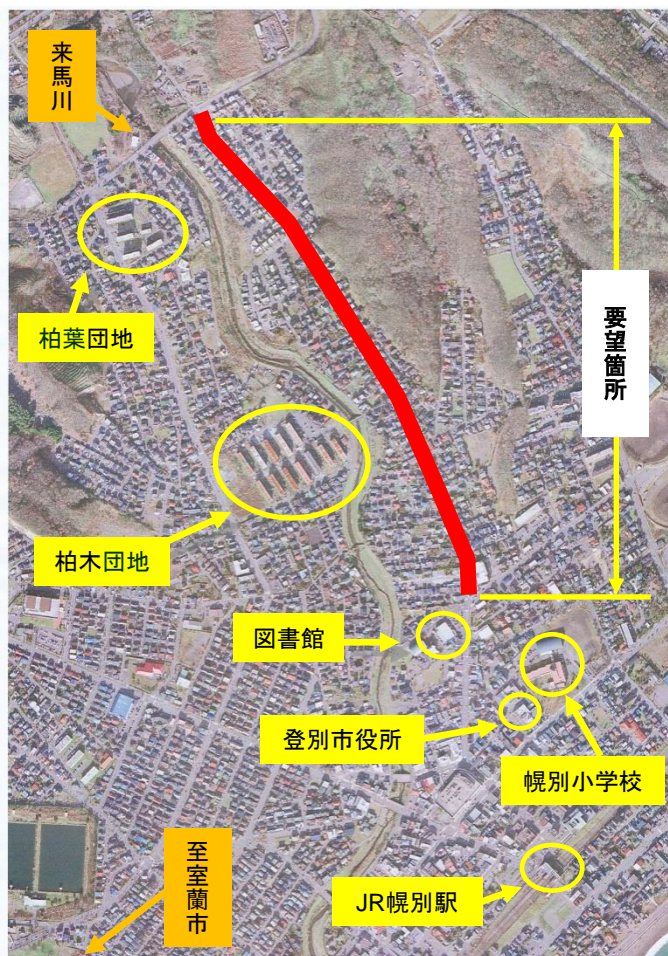 来馬川
柏葉団地
要望箇所
柏木団地
図書館
登別市役所
幌別小学校
至室蘭市
JR幌別駅